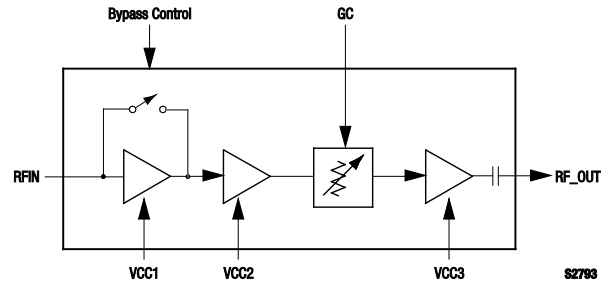 Bypass Control
GC
RFIN
RF_OUT
VCC1
VCC2
VCC3
S2793